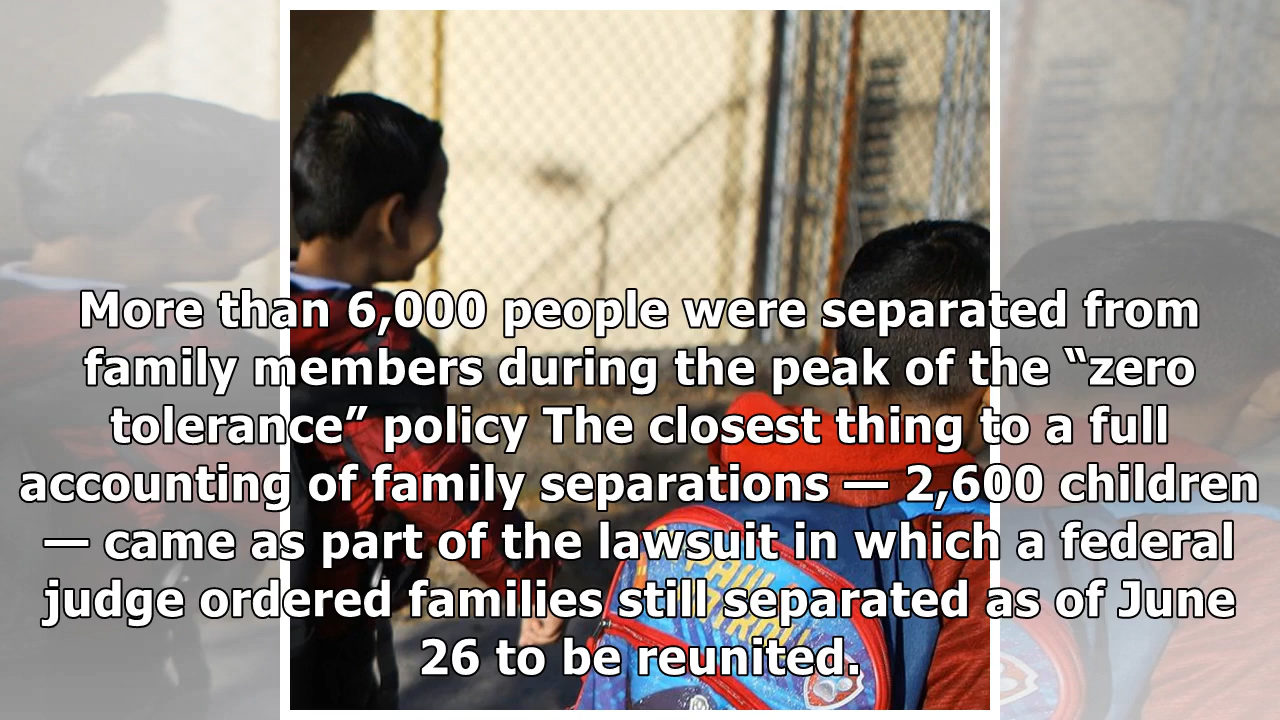 More than 6,000 people were separated from
family members during the peak of the “zero
tolerance” policy The closest thing to a full
accounting of family separations — 2,600 children
— came as part of the lawsuit in which a federal
judge ordered families still separated as of June
26 to be reunited.
PAW
PATROL